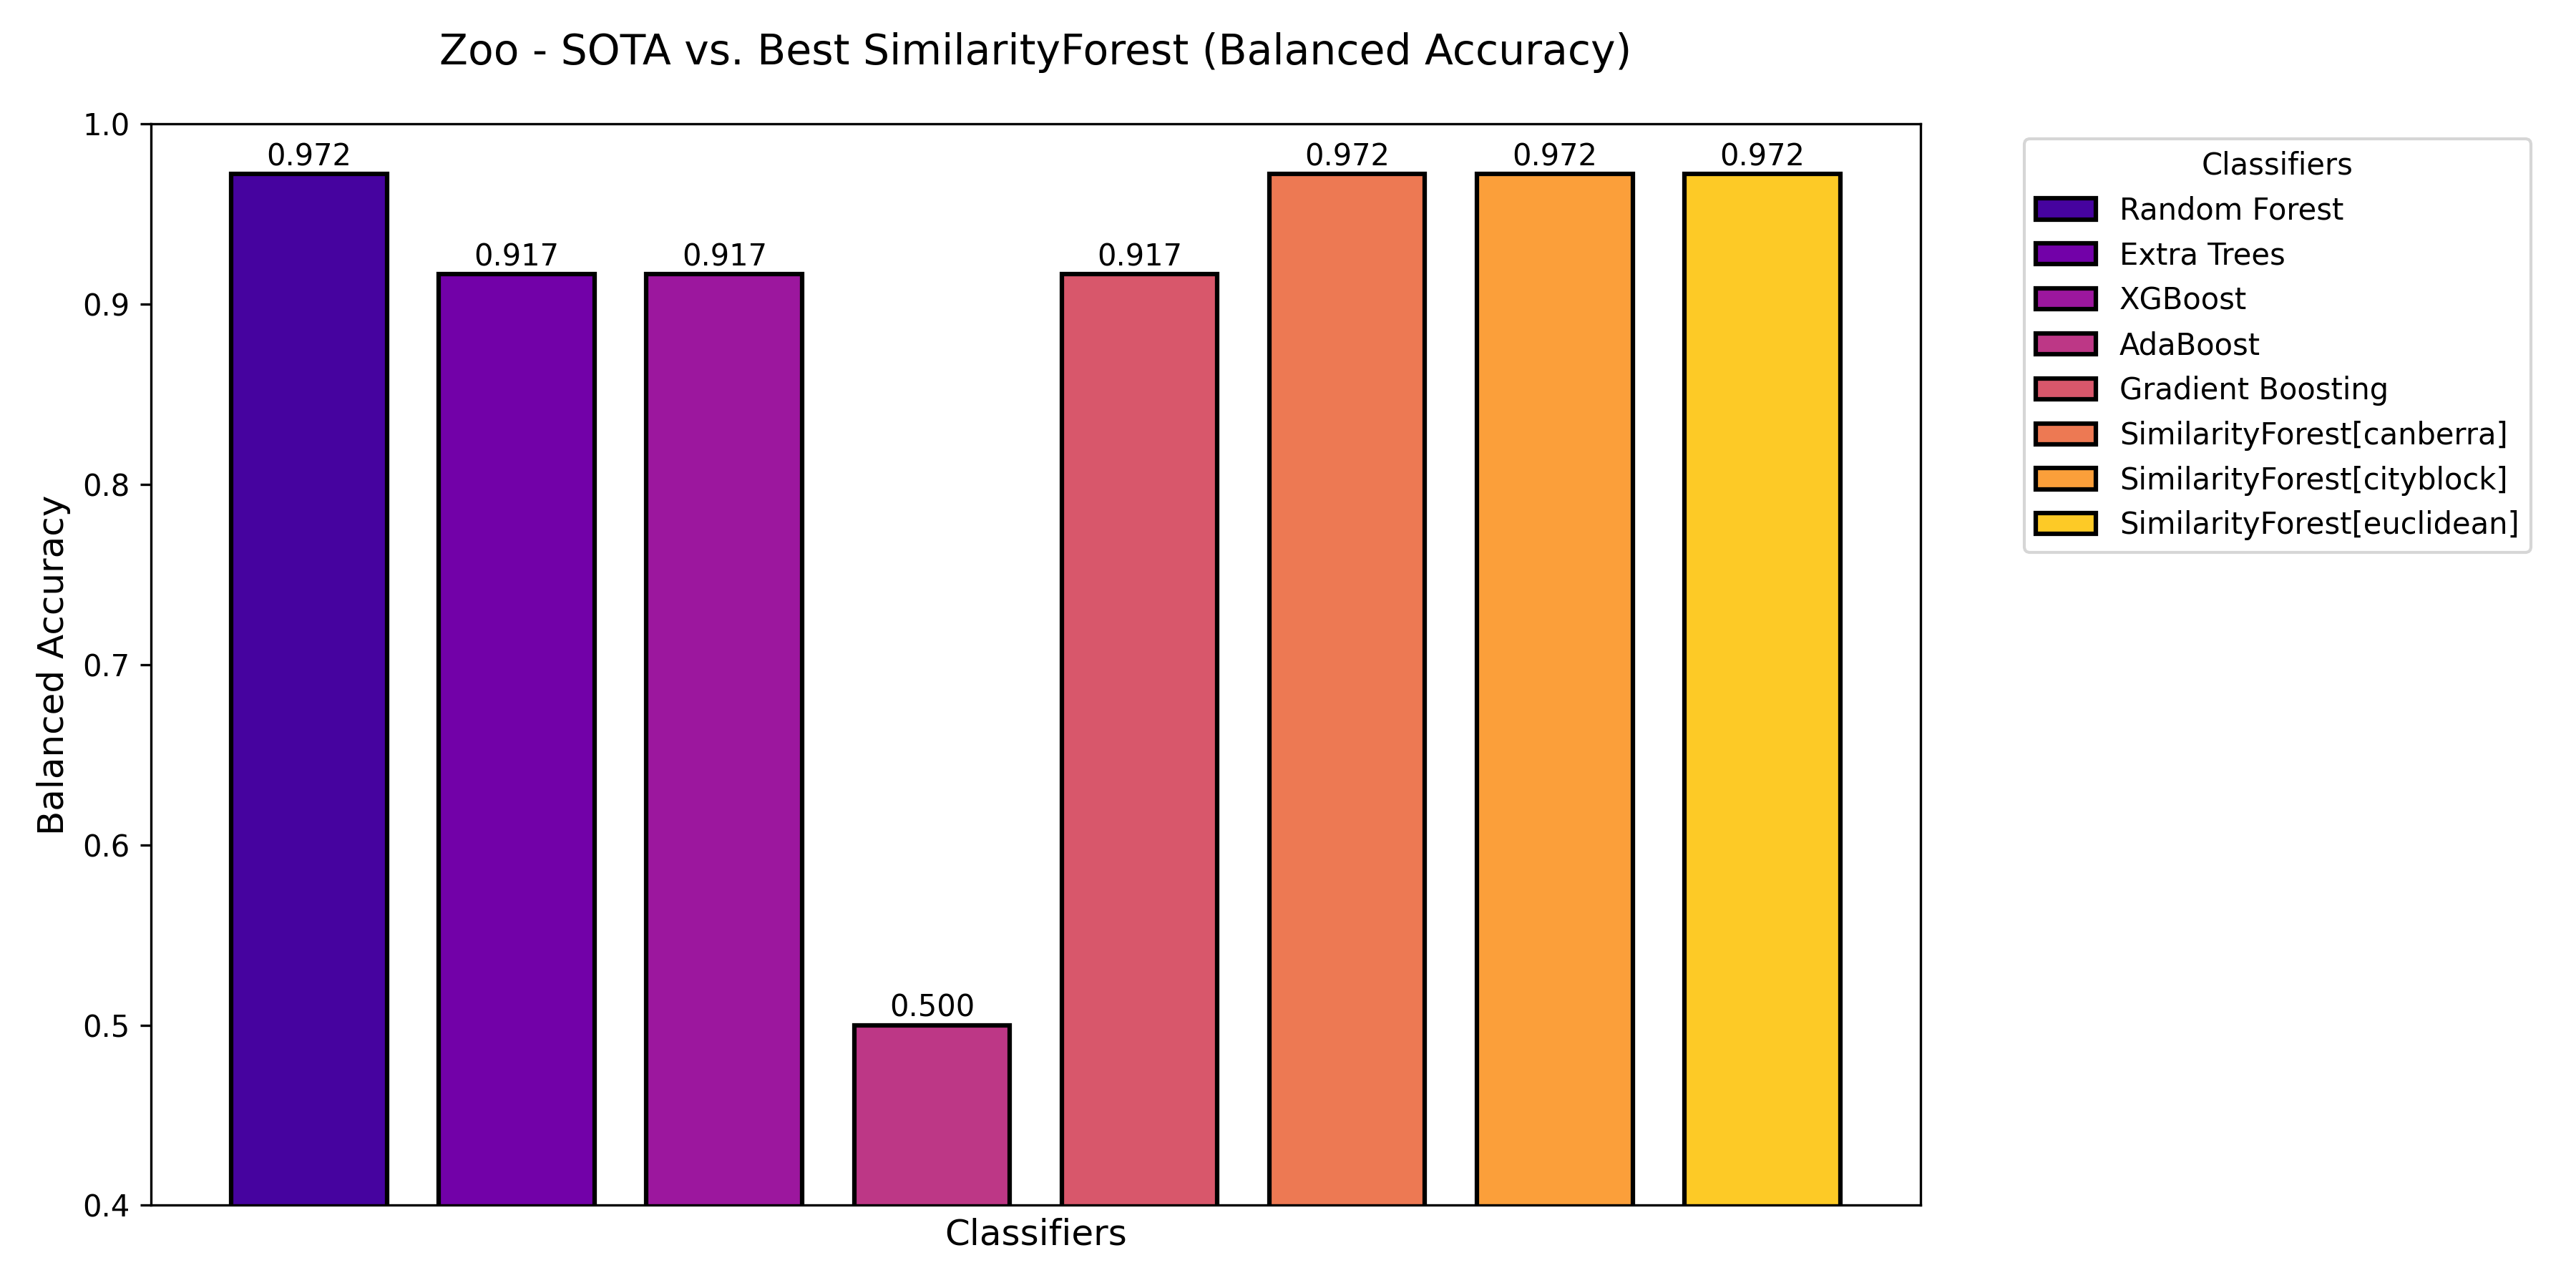 Zoo - SOTA vs. Best SimilarityForest (Balanced Accuracy)
Balanced Accuracy
1.0
0.9
0.8
0.7
0.6
0.5
0.4
0.972
0.917
0.917
0.500
0.917
0.972
0.972
0.972
Classifiers
Classifiers
Random Forest
Extra Trees
XGBoost
AdaBoost
Gradient Boosting
SimilarityForest[canberra]
SimilarityForest[cityblock]
SimilarityForest[euclidean]